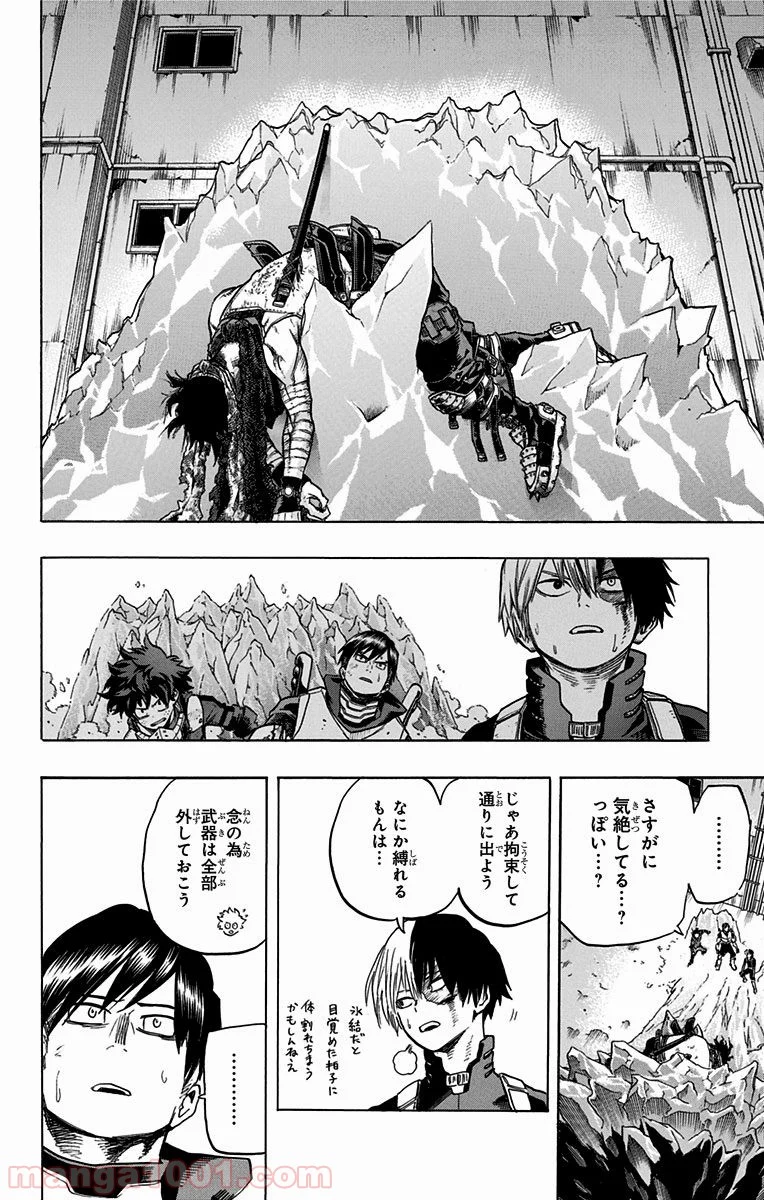 ………
さすがに
気絶してる…?
っぽい…?
じゃあ拘束して
通りに出よう
なにか縛れる
もんは…
氷結だと
目覚めた拍子に
体割れちまう
かもしんねえ
念の為
武器は全部
外しておこう
………
manga1001.com